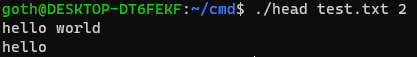 goth@DESKTOP-DT6FEKF:~/cmd$ ./head test.txt 2
hello world
hello